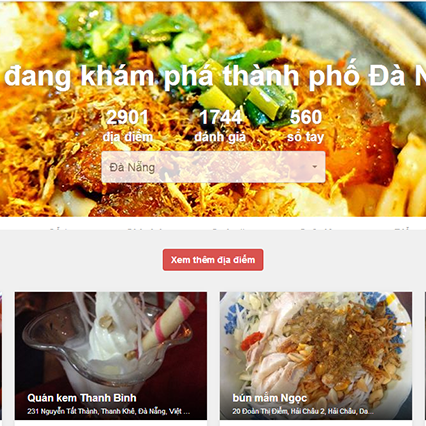 đang khám phá thành phố Đà N
2901 1744 560
địa điểm đánh giá sổ tay
Đà Nẵng
Xem thêm địa điểm
Quán kem Thanh Bình
231 Nguyễn Tất Thành, Thanh Khê, Đà Nẵng, Việt ...
bún mắm Ngọc
20 Đoàn Thị Điểm, Hải Châu 2, Hải Châu, Da...